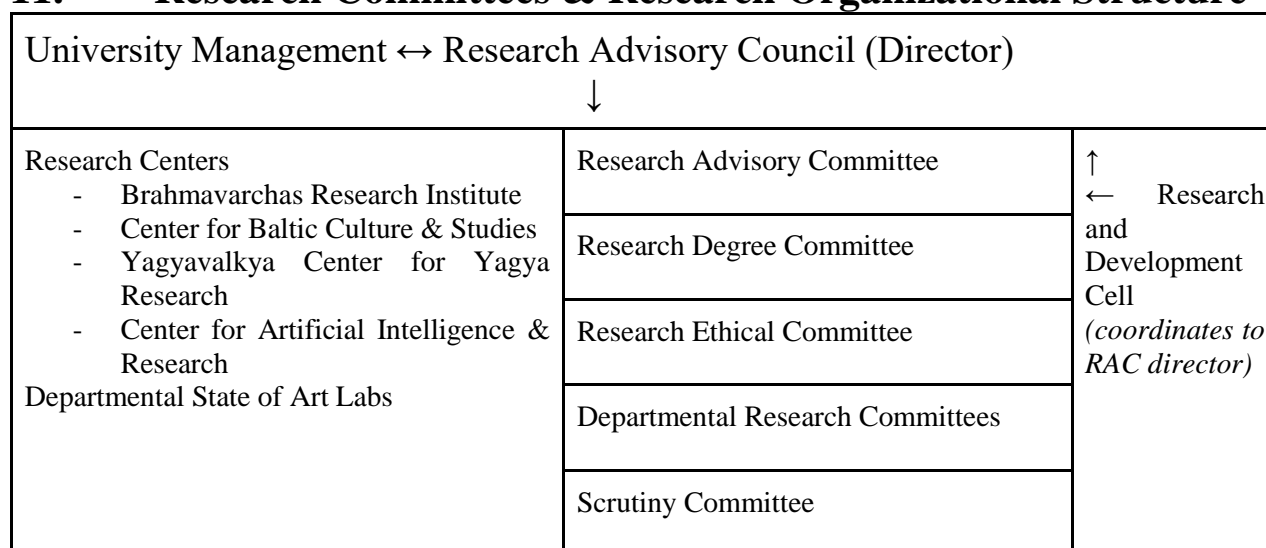 11. Research Committees & Research Organizational Structure
University Management ↔ Research Advisory Council (Director)
↓
Research Centers
- Brahmavarchas Research Institute
- Center for Baltic Culture & Studies
- Yagyavalkya Center for Yagya
Research
- Center for Artificial Intelligence &
Research
Departmental State of Art Labs
Research Advisory Committee
Research Degree Committee
Research Ethical Committee
Departmental Research Committees
Scrutiny Committee
↑
← Research
and
Development
Cell
(coordinates to
RAC director)